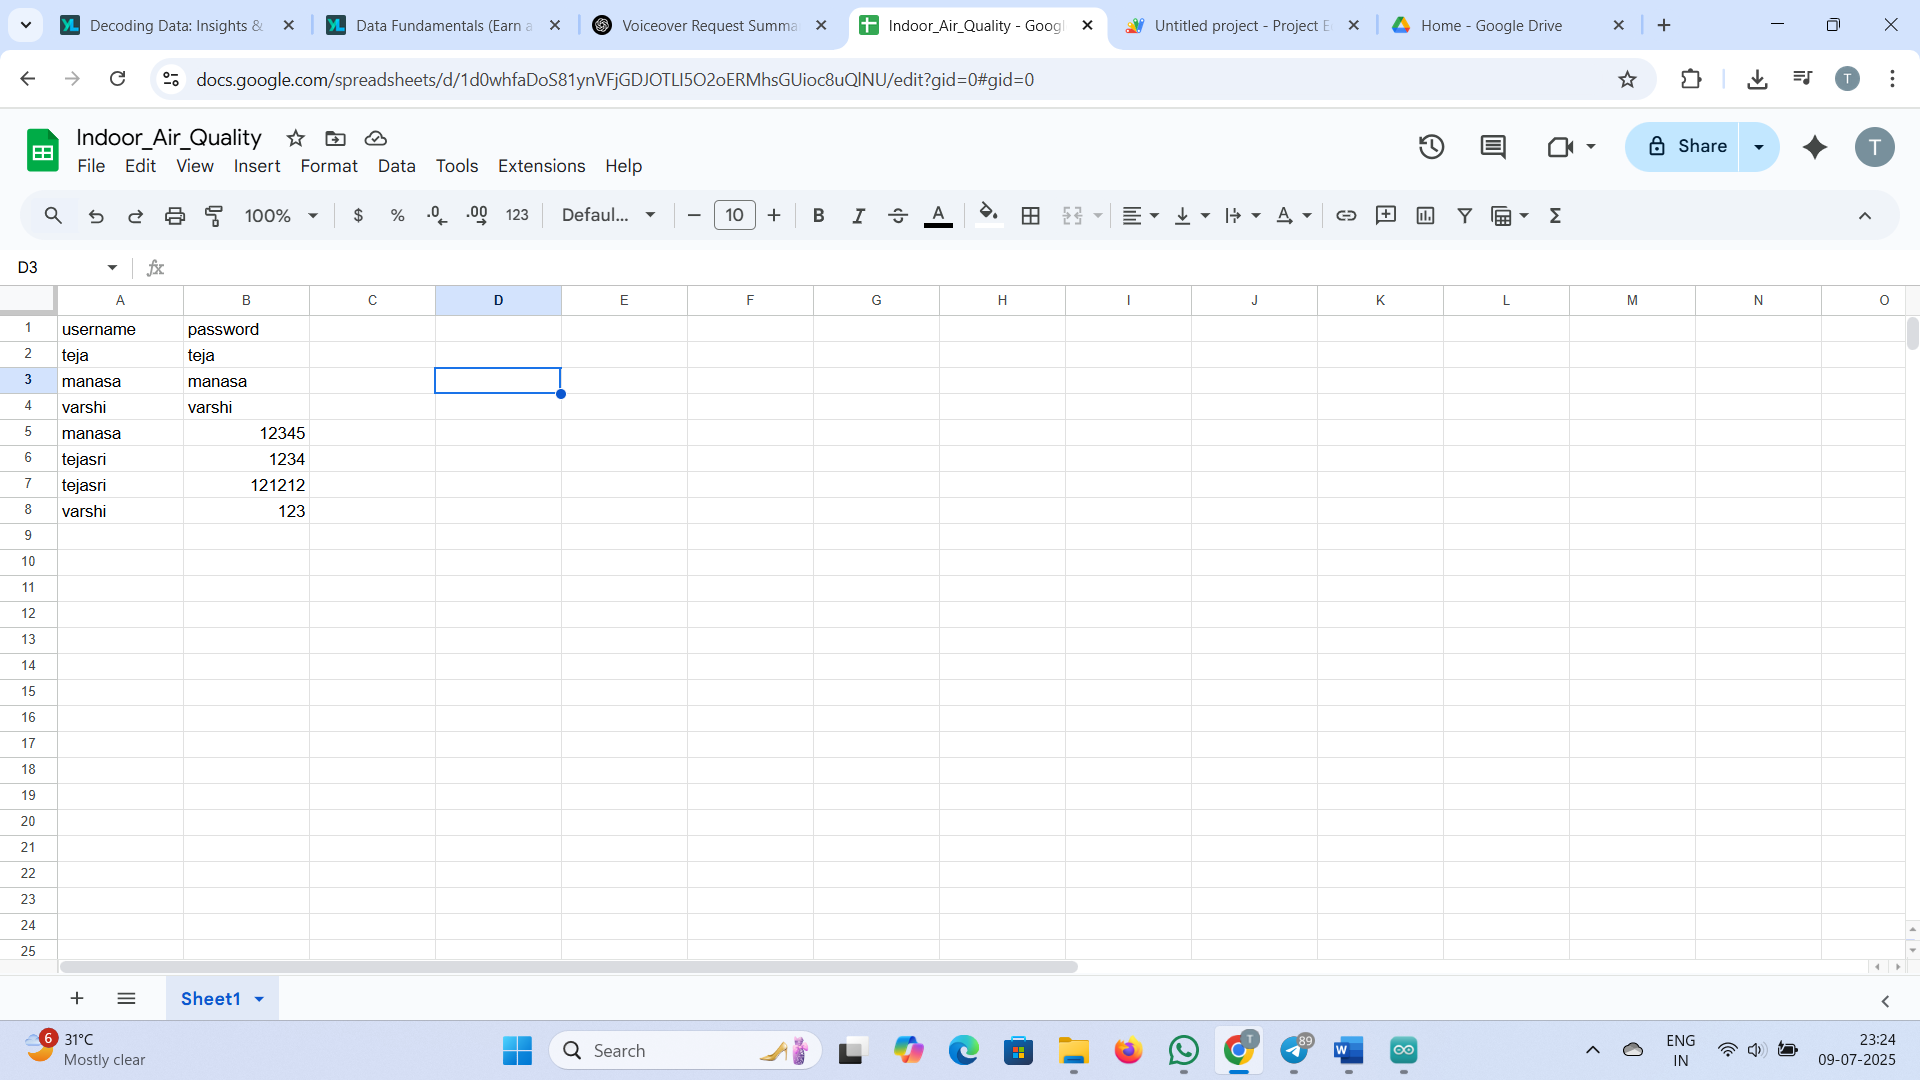 Decoding Data: Insights &
Data Fundamentals (Earn a
Voiceover Request Summa
Indoor_Air_Quality - Googl
Untitled project - Project E
Home - Google Drive
docs.google.com/spreadsheets/d/1d0whfaDoS81ynVFjGDJOTLI5O2oERMhsGUioc8uQlNU/edit?gid=0#gid=0
T
Indoor_Air_Quality
File Edit View Insert Format Data Tools Extensions Help
Share
T
100% $ % .0 .00 123 Defaul... 10 B I S A
D3 fx
A B C D E F G H I J K L M N O
1 username password
2 teja teja
3 manasa manasa
4 varshi varshi
5 manasa 12345
6 tejasri 1234
7 tejasri 121212
8 varshi 123
9
10
11
12
13
14
15
16
17
18
19
20
21
22
23
24
25
Sheet1
6 31°C
Mostly clear
Search
T
89
ENG
IN
23:24
09-07-2025